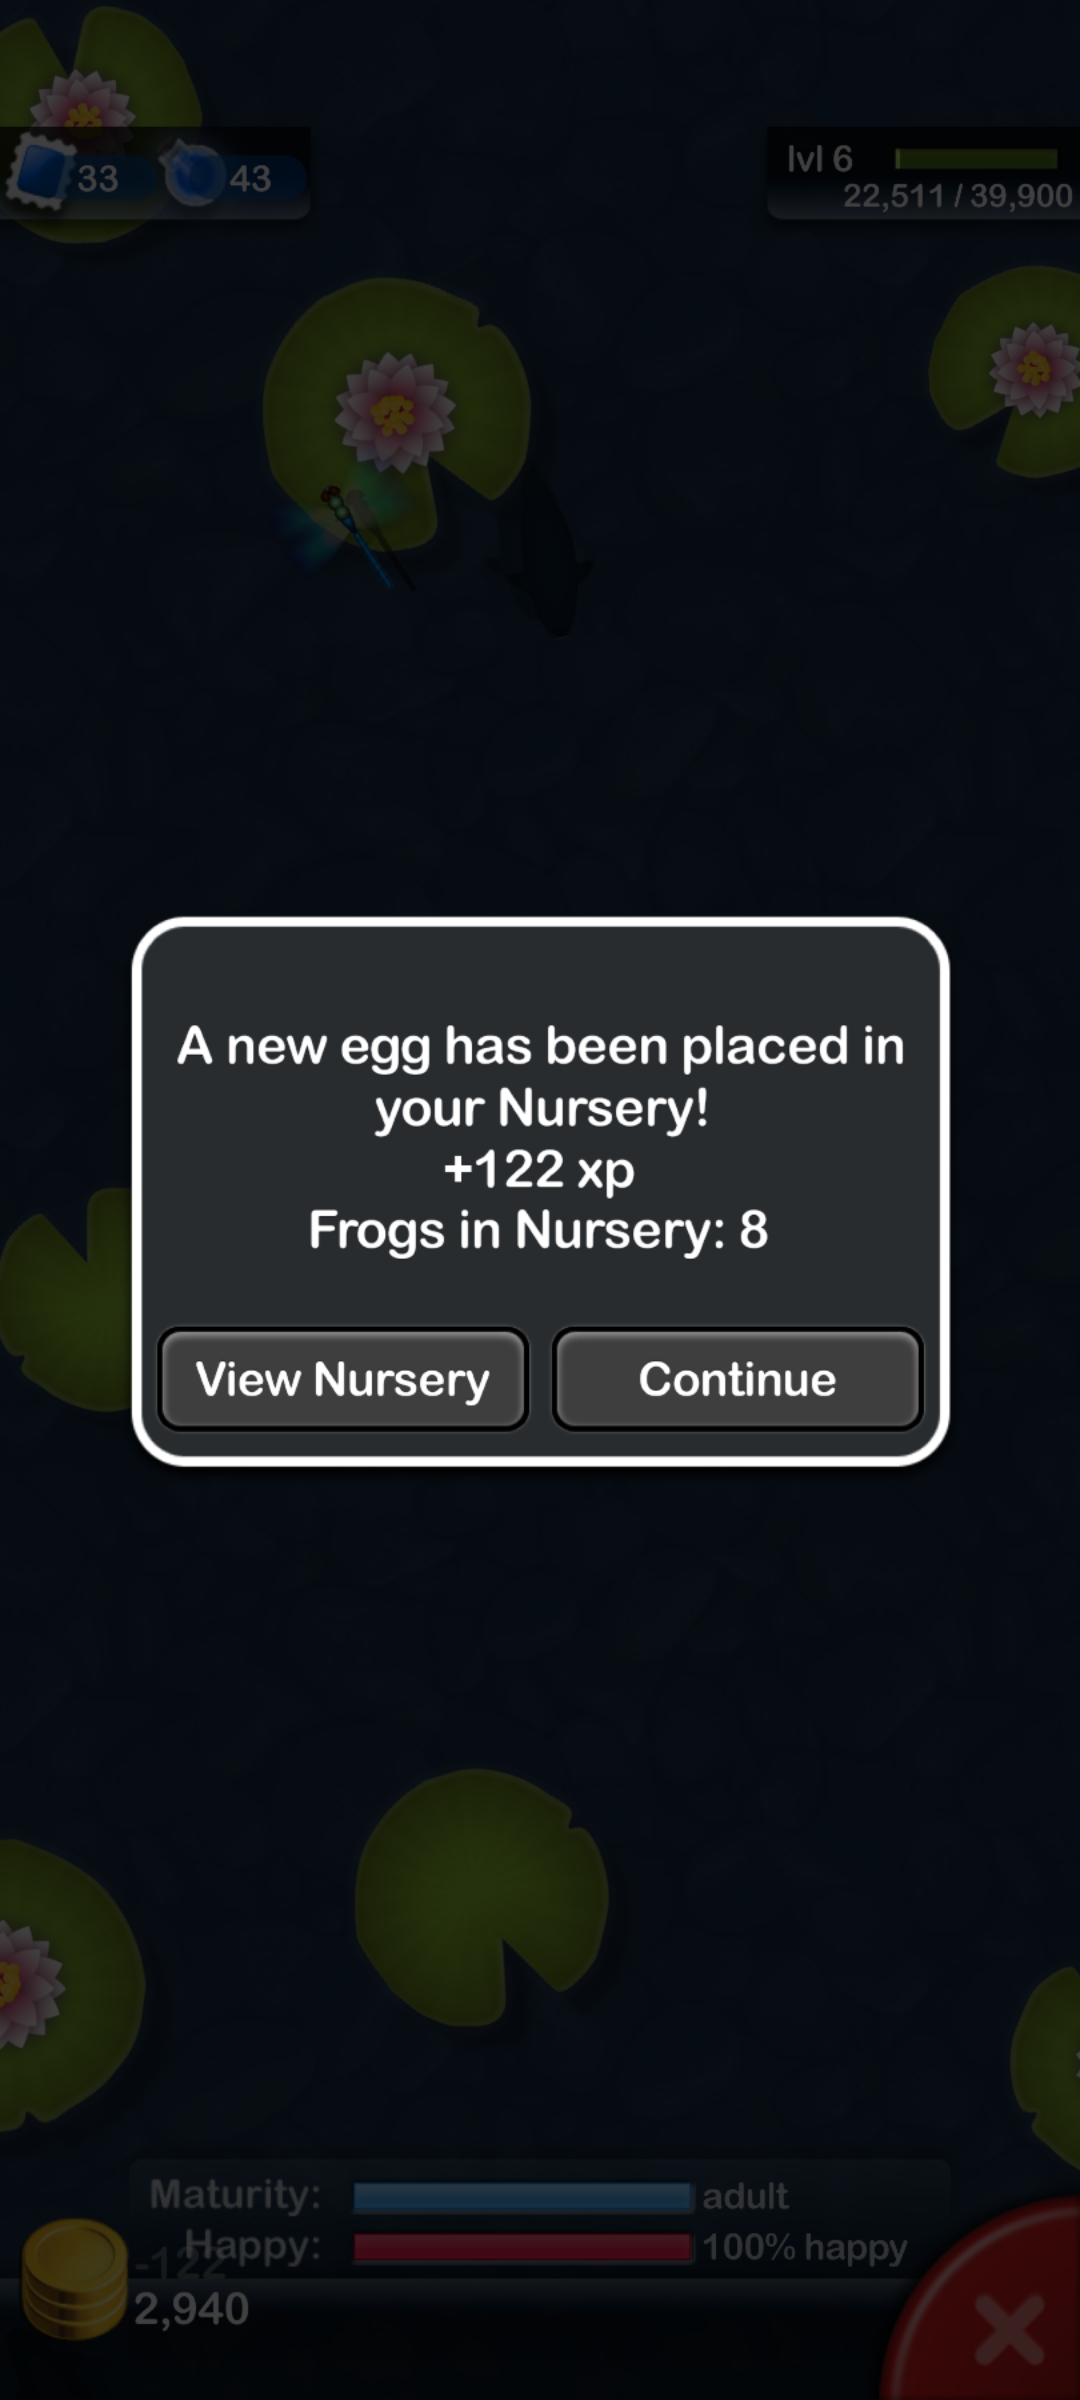 33
43
lvl 6
22,511 / 39,900
A new egg has been placed in
your Nursery!
+122 xp
Frogs in Nursery: 8
View Nursery
Continue
Maturity:
adult
Happy:
100% happy
-122
2,940